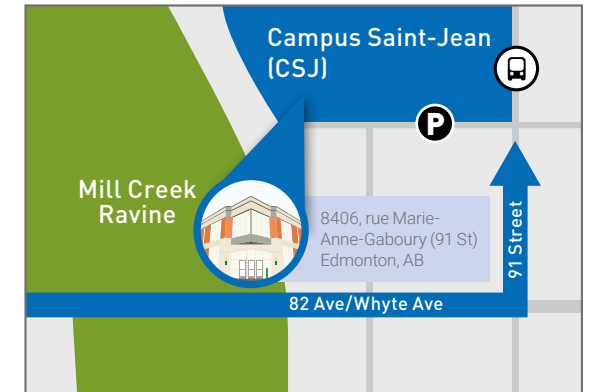 Campus Saint-Jean
(CSJ)
P
Mill Creek
Ravine
8406, rue Marie-
Anne-Gaboury (91 St)
Edmonton, AB
91 Street
82 Ave/Whyte Ave